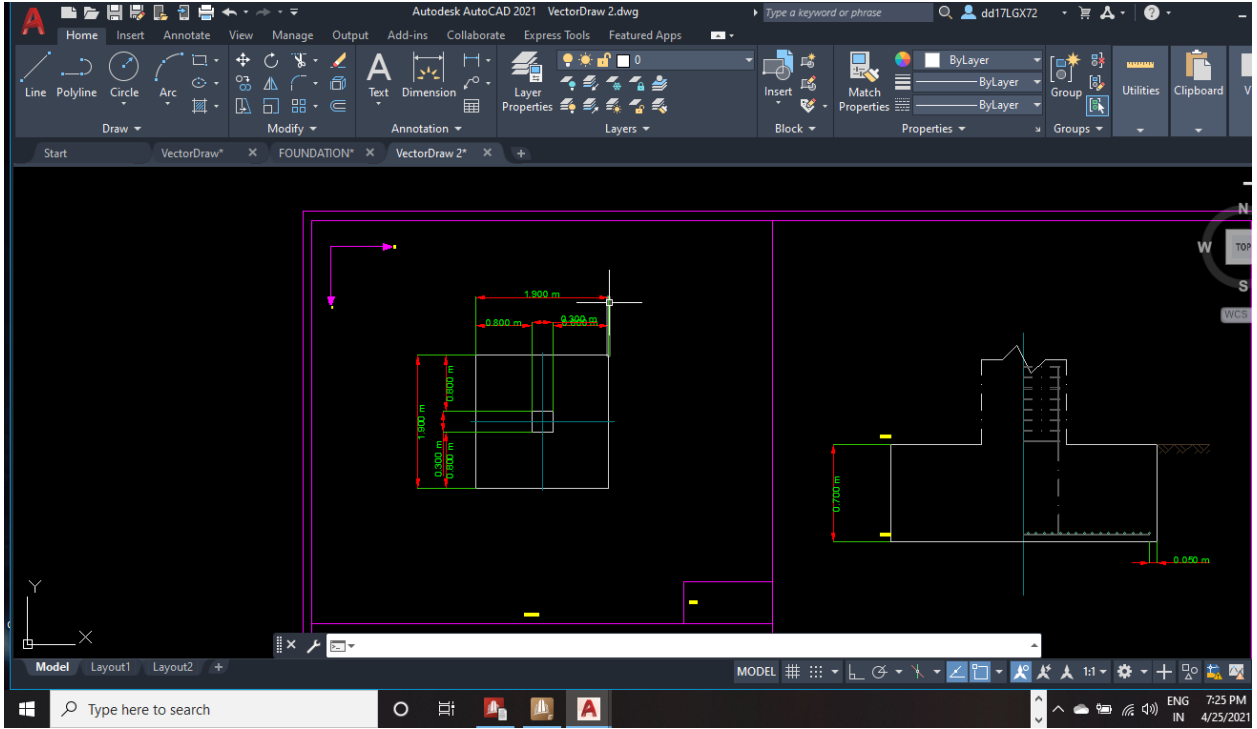 Autodesk AutoCAD 2021 VectorDraw 2.dwg
Type a keyword or phrase
dd17LGX72
Home Insert Annotate View Manage Output Add-ins Collaborate Express Tools Featured Apps
Line Polyline Circle Arc
Text Dimension
Layer Properties
0
Insert
Match Properties
ByLayer
ByLayer
ByLayer
Group
Utilities
Clipboard
Draw Modify Annotation Layers Block Properties Groups
Start VectorDraw* FOUNDATION* VectorDraw 2*
N
W TOP
S
WCS
1.900 m
0.800 m 0.300 m
0.800 m
1.900 m
0.300 m
0.800 m
0.700 m
0.050 m
Y
X
Model Layout1 Layout2
MODEL 1:1
Type here to search
ENG 7:25 PM
IN 4/25/2021